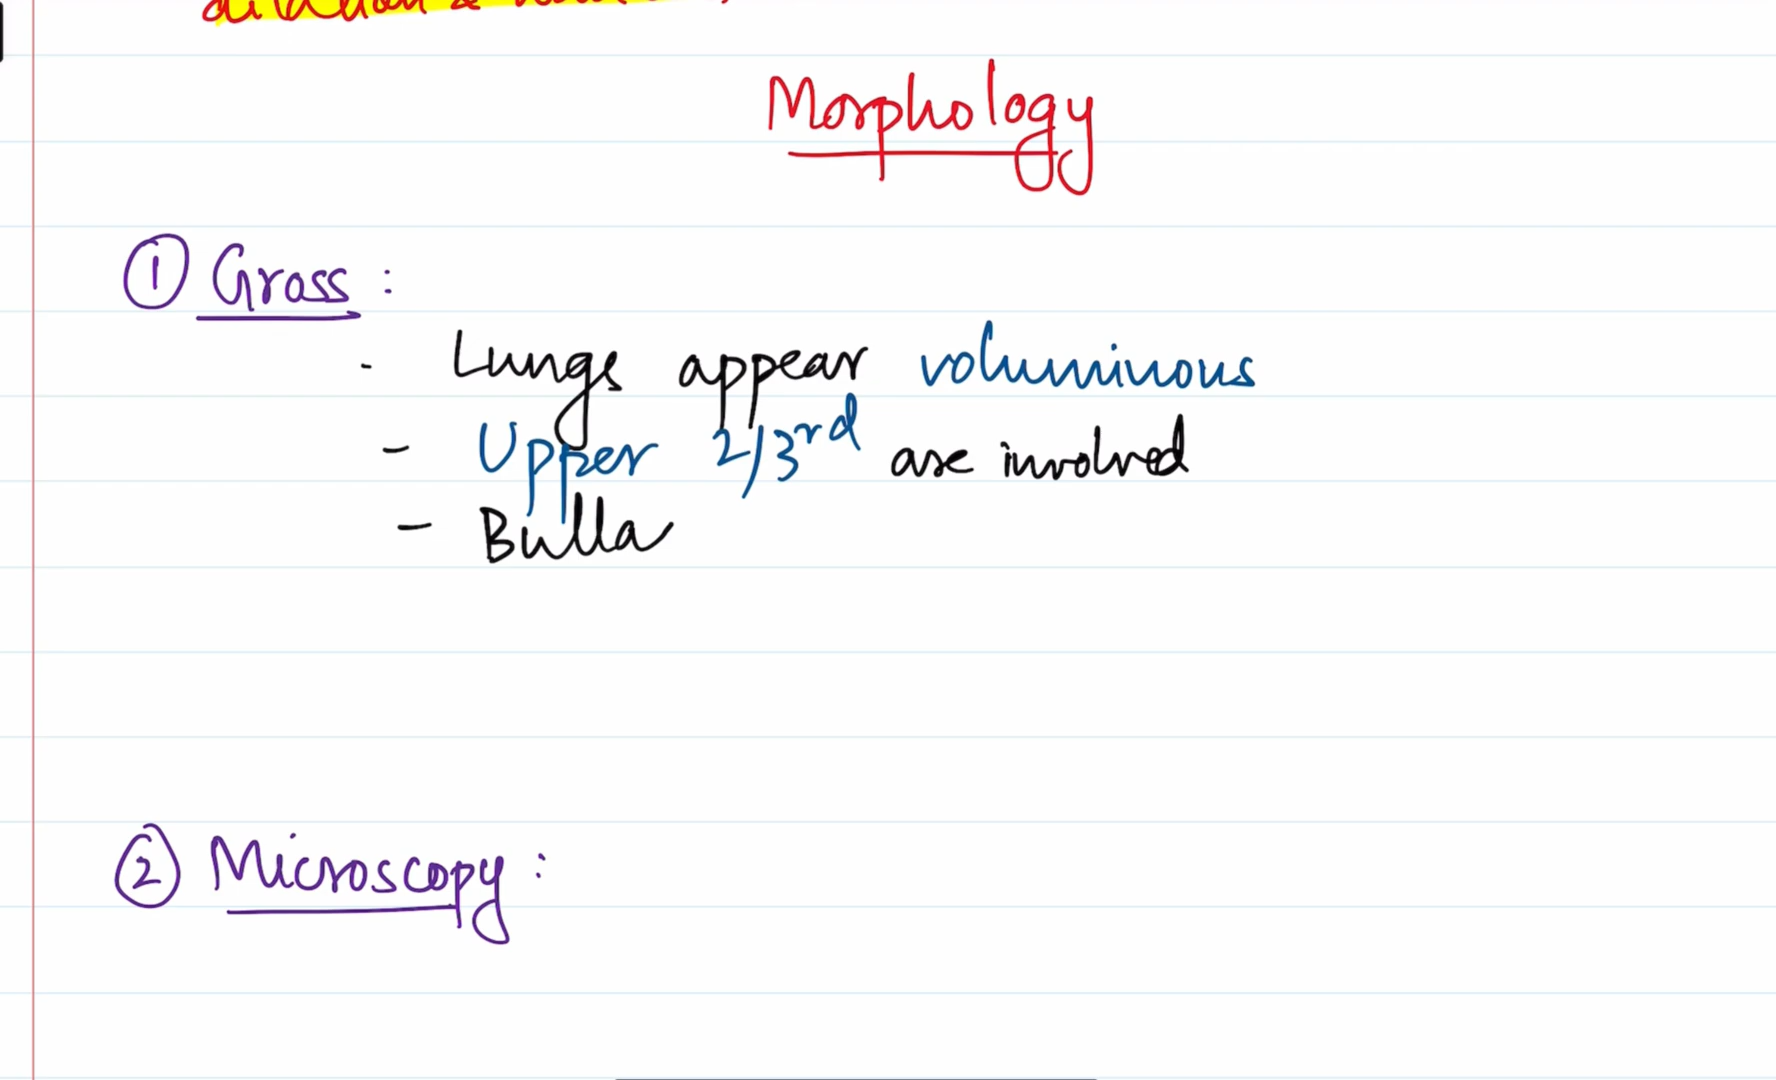 Morphology
① Gross :
- Lungs appear voluminous
- Upper 2/3rd are involved
- Bulla
② Microscopy :